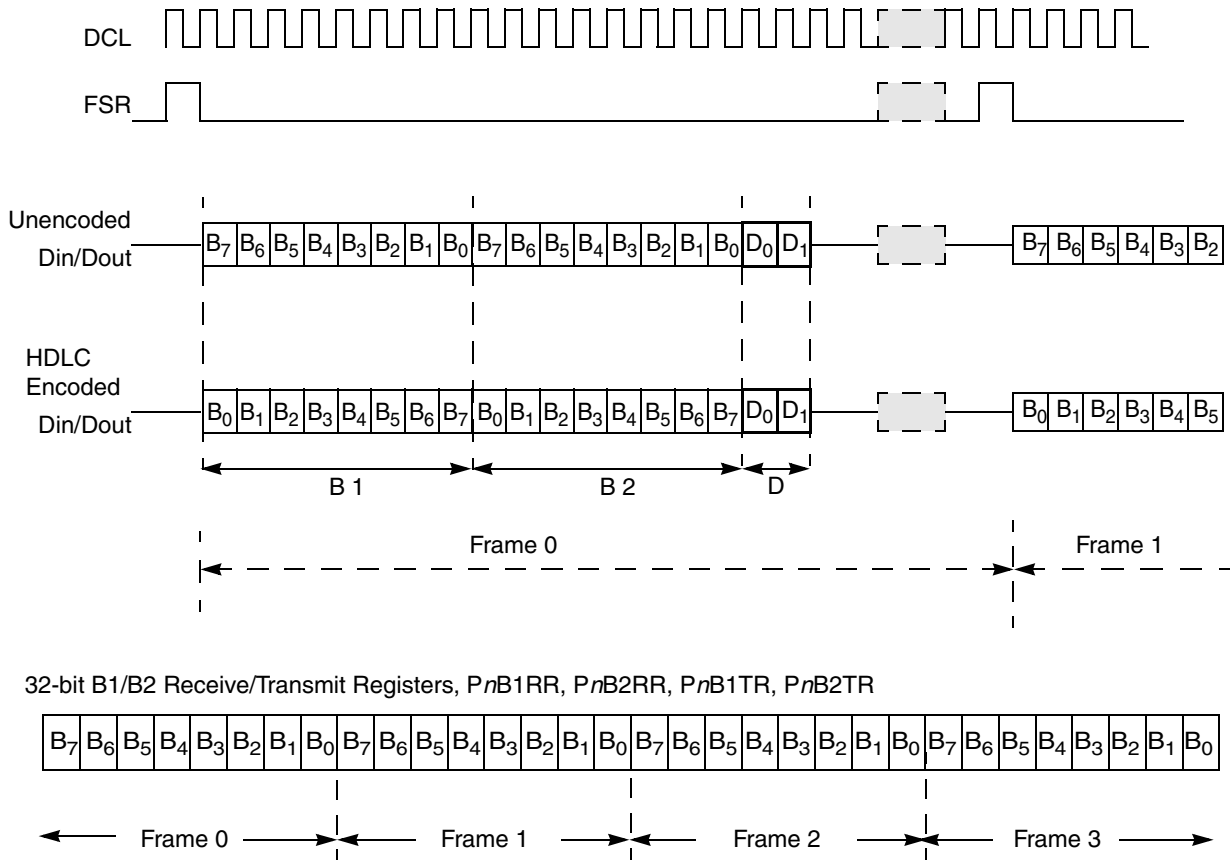 DCL
FSR
Unencoded
Din/Dout
B7 B6 B5 B4 B3 B2 B1 B0 B7 B6 B5 B4 B3 B2 B1 B0 D0 D1
B7 B6 B5 B4 B3 B2
HDLC
Encoded
Din/Dout
B0 B1 B2 B3 B4 B5 B6 B7 B0 B1 B2 B3 B4 B5 B6 B7 D0 D1
B0 B1 B2 B3 B4 B5
B 1
B 2
D
Frame 0
Frame 1
32-bit B1/B2 Receive/Transmit Registers, PnB1RR, PnB2RR, PnB1TR, PnB2TR
B7 B6 B5 B4 B3 B2 B1 B0 B7 B6 B5 B4 B3 B2 B1 B0 B7 B6 B5 B4 B3 B2 B1 B0 B7 B6 B5 B4 B3 B2 B1 B0
Frame 0
Frame 1
Frame 2
Frame 3